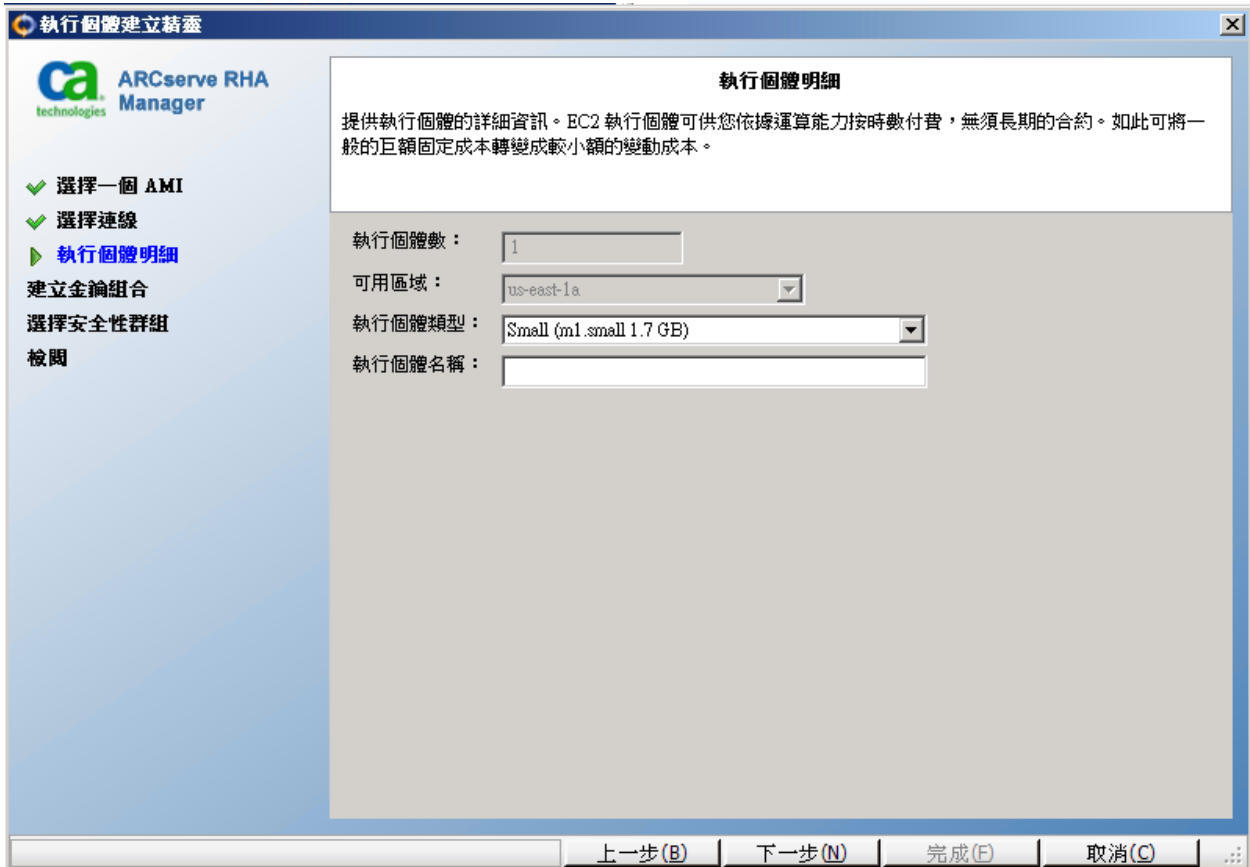 執行個體建立精靈
ca
technologies
ARCserve RHA
Manager
選擇一個 AMI
選擇連線
執行個體明細
建立金鑰組合
選擇安全性群組
檢閱
執行個體明細
提供執行個體的詳細資訊。EC2 執行個體可供您依據運算能力按時數付費，無須長期的合約。如此可將一
般的巨額固定成本轉變成較小額的變動成本。
執行個體數：
1
可用區域：
us-east-1a
執行個體類型：
Small (m1.small 1.7 GB)
執行個體名稱：
上一步(B)
下一步(N)
完成(F)
取消(C)